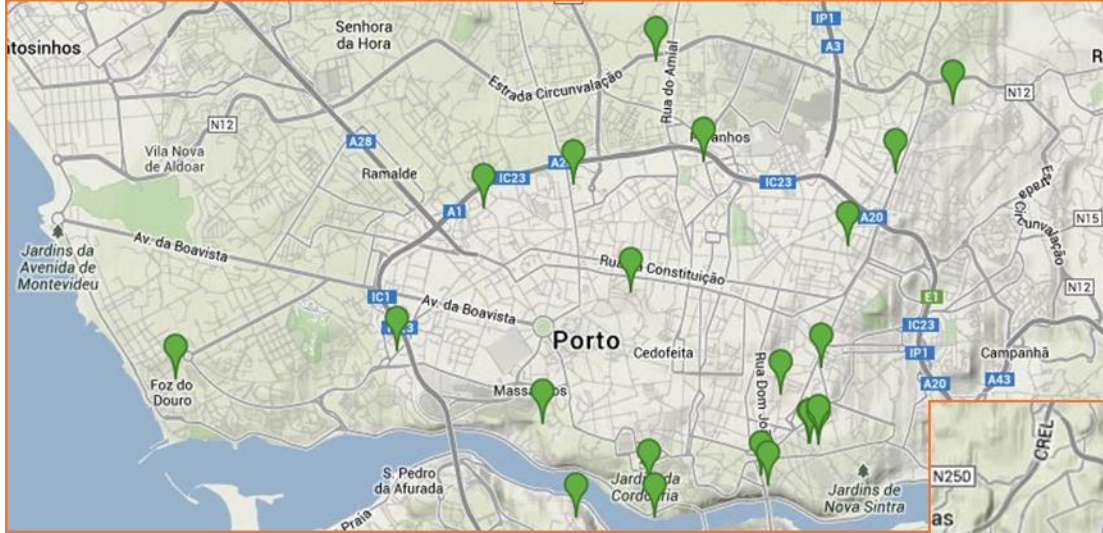 IP1
Senhora
da Hora
tosinhos
A3
Rua do Amial
Estrada Circunvalação
N12
R
N12
A28
Vila Nova
de Aldoar
Ramalde
IC23
IC23
A1
A20
N15
Estrada
Circunvalação
Jardins da
Avenida de
Montevideu
Av. da Boavista
Constituição
N12
E1
IC1
Av. da Boavista
IC23
Porto
Cedofeita
IP1
Campanhã
A20
A43
Foz do
Douro
Rua Dom Jo
CREL
N250
S. Pedro
da Afurada
Jardins de
Nova Sintra
Praia
as